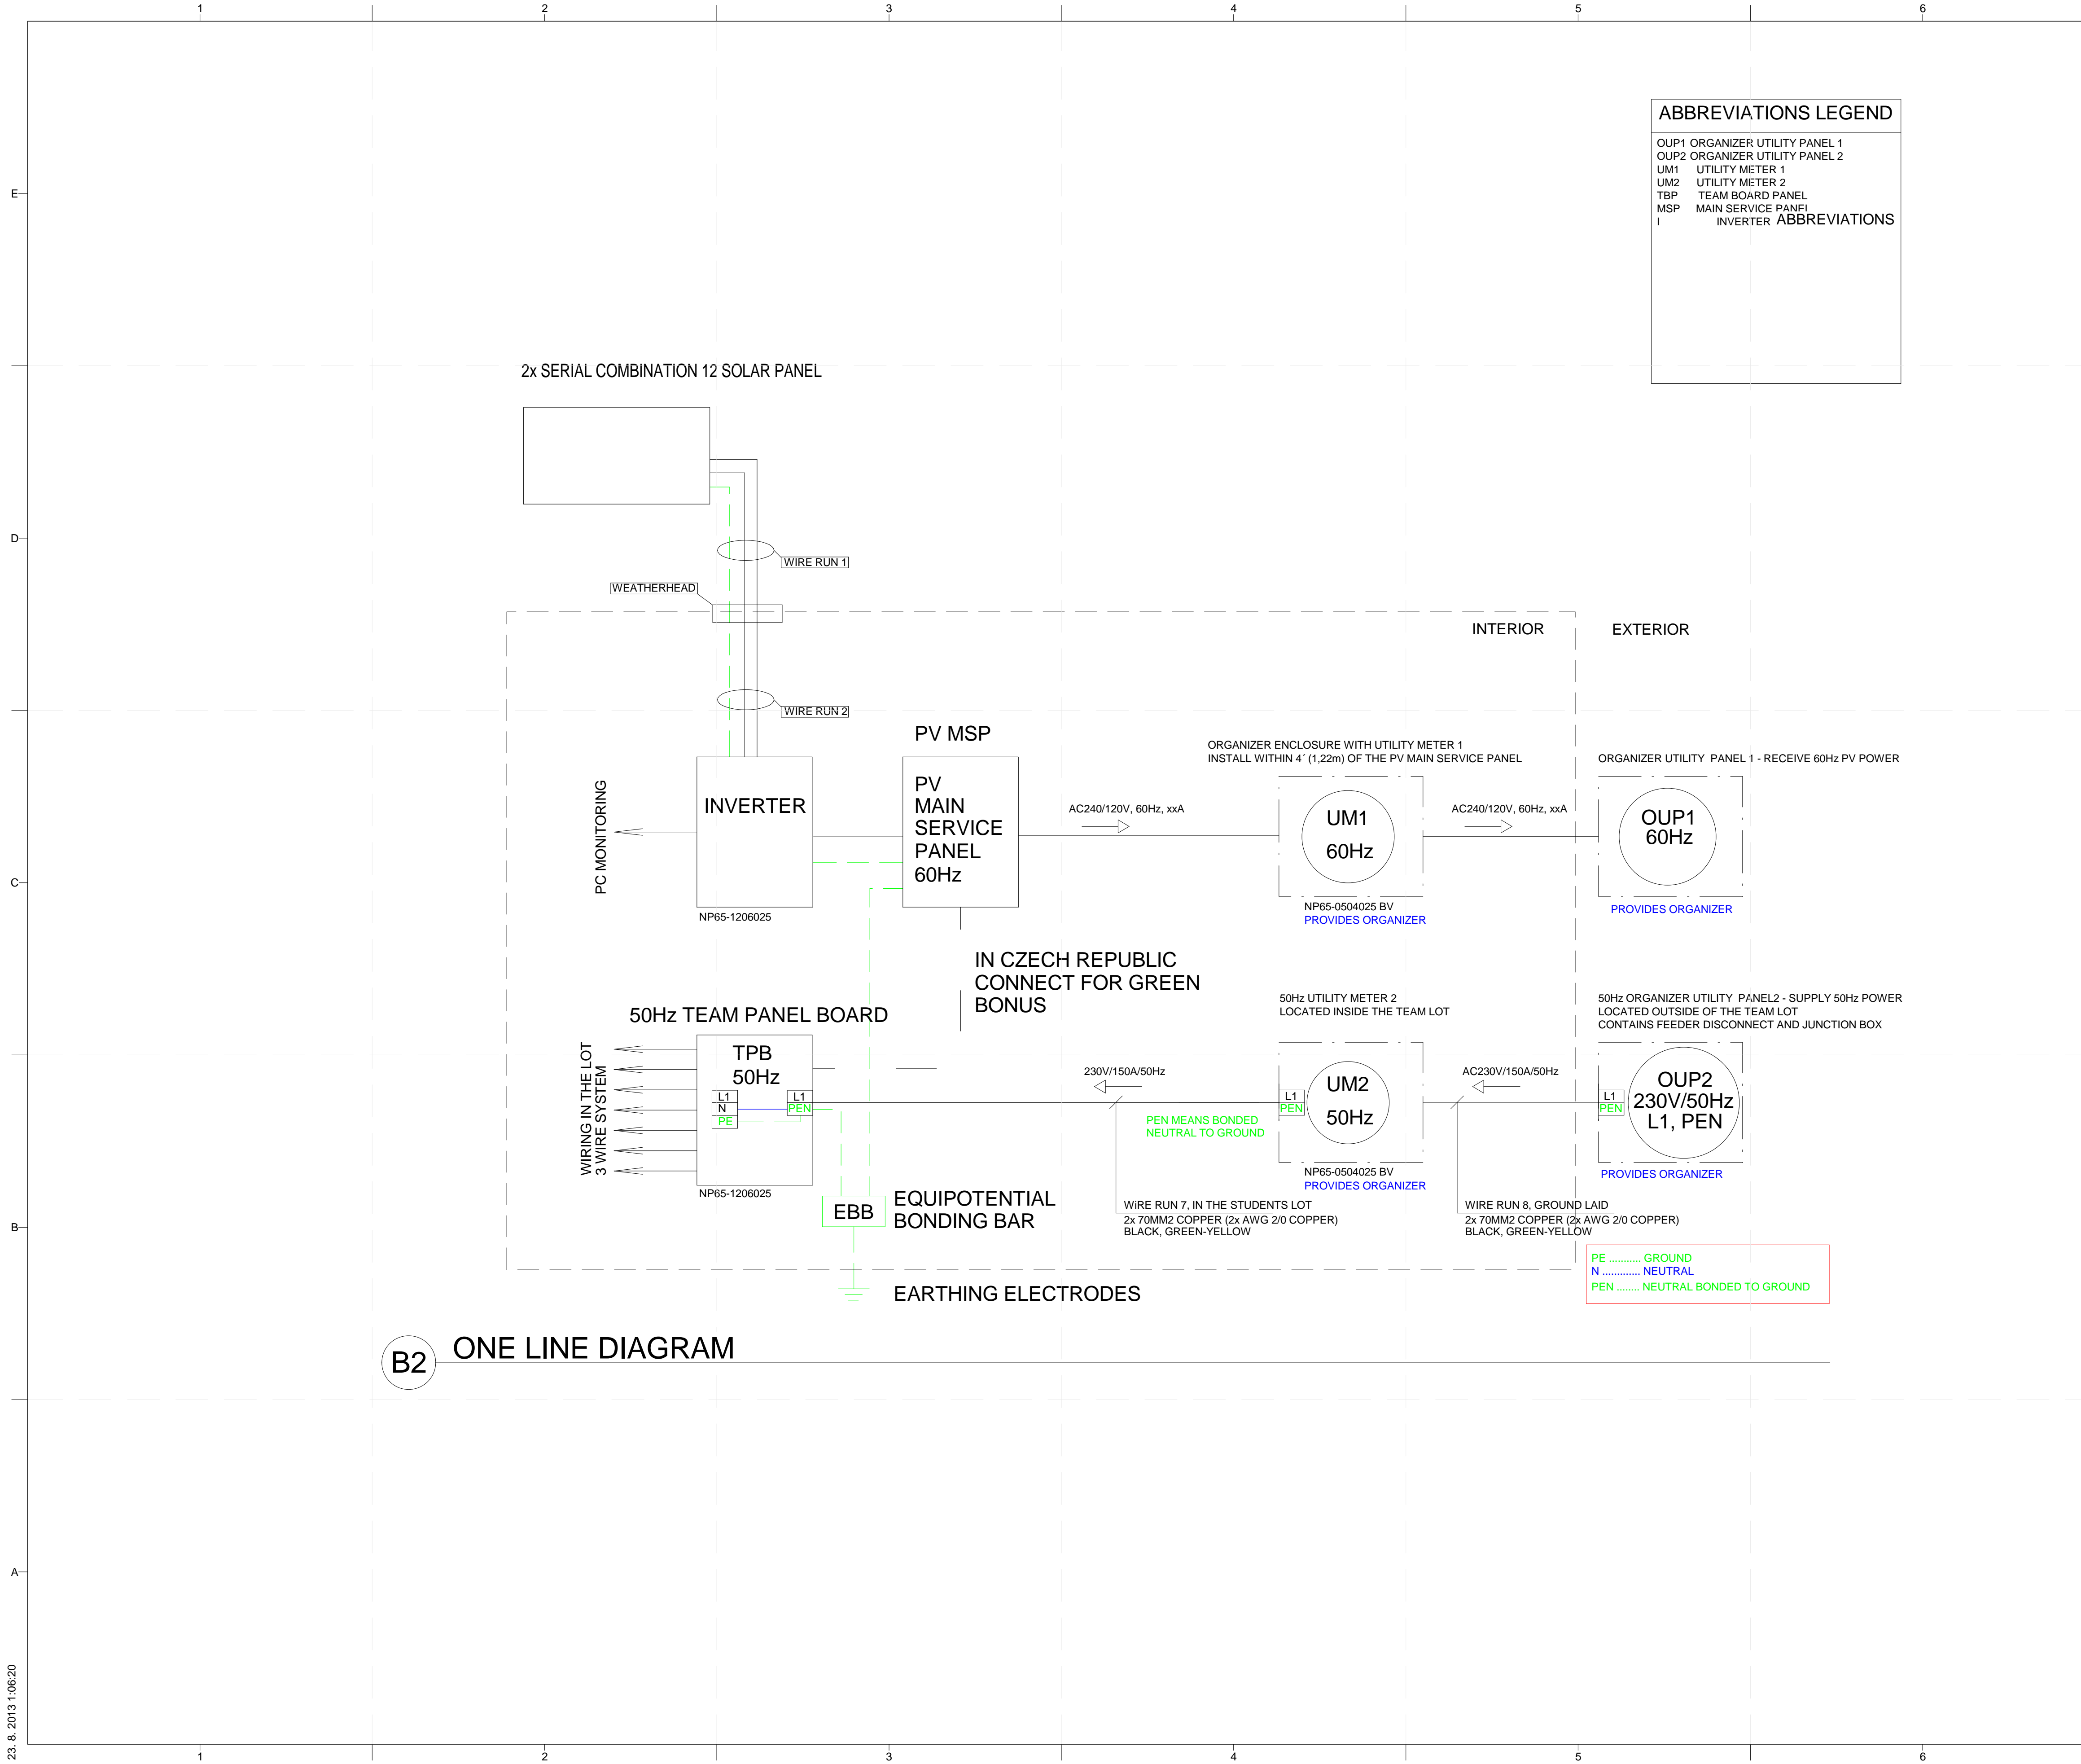 1 2 3 4 5 6
ABBREVIATIONS LEGEND
OUP1 ORGANIZER UTILITY PANEL 1
OUP2 ORGANIZER UTILITY PANEL 2
UM1 UTILITY METER 1
UM2 UTILITY METER 2
TBP TEAM BOARD PANEL
MSP MAIN SERVICE PANEL
I INVERTER ABBREVIATIONS
E
2x SERIAL COMBINATION 12 SOLAR PANEL
D
WIRE RUN 1
WEATHERHEAD
INTERIOR
EXTERIOR
WIRE RUN 2
PV MSP
ORGANIZER ENCLOSURE WITH UTILITY METER 1
INSTALL WITHIN 4´ (1,22m) OF THE PV MAIN SERVICE PANEL
ORGANIZER UTILITY PANEL 1 - RECEIVE 60Hz PV POWER
PC MONITORING
INVERTER
NP65-1206025
PV
MAIN
SERVICE
PANEL
60Hz
AC240/120V, 60Hz, xxA
UM1
60Hz
NP65-0504025 BV
PROVIDES ORGANIZER
AC240/120V, 60Hz, xxA
OUP1
60Hz
PROVIDES ORGANIZER
C
IN CZECH REPUBLIC
CONNECT FOR GREEN
BONUS
50Hz TEAM PANEL BOARD
50Hz UTILITY METER 2
LOCATED INSIDE THE TEAM LOT
50Hz ORGANIZER UTILITY PANEL2 - SUPPLY 50Hz POWER
LOCATED OUTSIDE OF THE TEAM LOT
CONTAINS FEEDER DISCONNECT AND JUNCTION BOX
WIRING IN THE LOT
3 WIRE SYSTEM
TPB
50Hz
L1
N
PE
L1
PEN
NP65-1206025
230V/150A/50Hz
PEN MEANS BONDED
NEUTRAL TO GROUND
L1
PEN
UM2
50Hz
NP65-0504025 BV
PROVIDES ORGANIZER
AC230V/150A/50Hz
L1
PEN
OUP2
230V/50Hz
L1, PEN
PROVIDES ORGANIZER
EBB
EQUIPOTENTIAL
BONDING BAR
WiRE RUN 7, IN THE STUDENTS LOT
2x 70MM2 COPPER (2x AWG 2/0 COPPER)
BLACK, GREEN-YELLOW
WIRE RUN 8, GROUND LAID
2x 70MM2 COPPER (2x AWG 2/0 COPPER)
BLACK, GREEN-YELLOW
B
PE ........... GROUND
N ............. NEUTRAL
PEN ........ NEUTRAL BONDED TO GROUND
EARTHING ELECTRODES
B2 ONE LINE DIAGRAM
A
23. 8. 2013 1:06:20
1 2 3 4 5 6